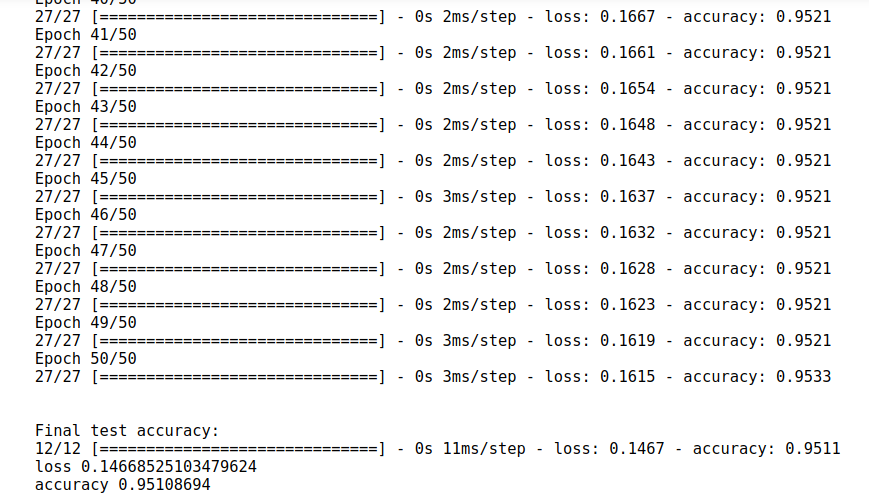 Epoch 40/50
27/27 [==============================] - 0s 2ms/step - loss: 0.1667 - accuracy: 0.9521
Epoch 41/50
27/27 [==============================] - 0s 2ms/step - loss: 0.1661 - accuracy: 0.9521
Epoch 42/50
27/27 [==============================] - 0s 2ms/step - loss: 0.1654 - accuracy: 0.9521
Epoch 43/50
27/27 [==============================] - 0s 2ms/step - loss: 0.1648 - accuracy: 0.9521
Epoch 44/50
27/27 [==============================] - 0s 2ms/step - loss: 0.1643 - accuracy: 0.9521
Epoch 45/50
27/27 [==============================] - 0s 3ms/step - loss: 0.1637 - accuracy: 0.9521
Epoch 46/50
27/27 [==============================] - 0s 2ms/step - loss: 0.1632 - accuracy: 0.9521
Epoch 47/50
27/27 [==============================] - 0s 2ms/step - loss: 0.1628 - accuracy: 0.9521
Epoch 48/50
27/27 [==============================] - 0s 2ms/step - loss: 0.1623 - accuracy: 0.9521
Epoch 49/50
27/27 [==============================] - 0s 3ms/step - loss: 0.1619 - accuracy: 0.9521
Epoch 50/50
27/27 [==============================] - 0s 3ms/step - loss: 0.1615 - accuracy: 0.9533
Final test accuracy:
12/12 [==============================] - 0s 11ms/step - loss: 0.1467 - accuracy: 0.9511
loss 0.14668525103479624
accuracy 0.95108694